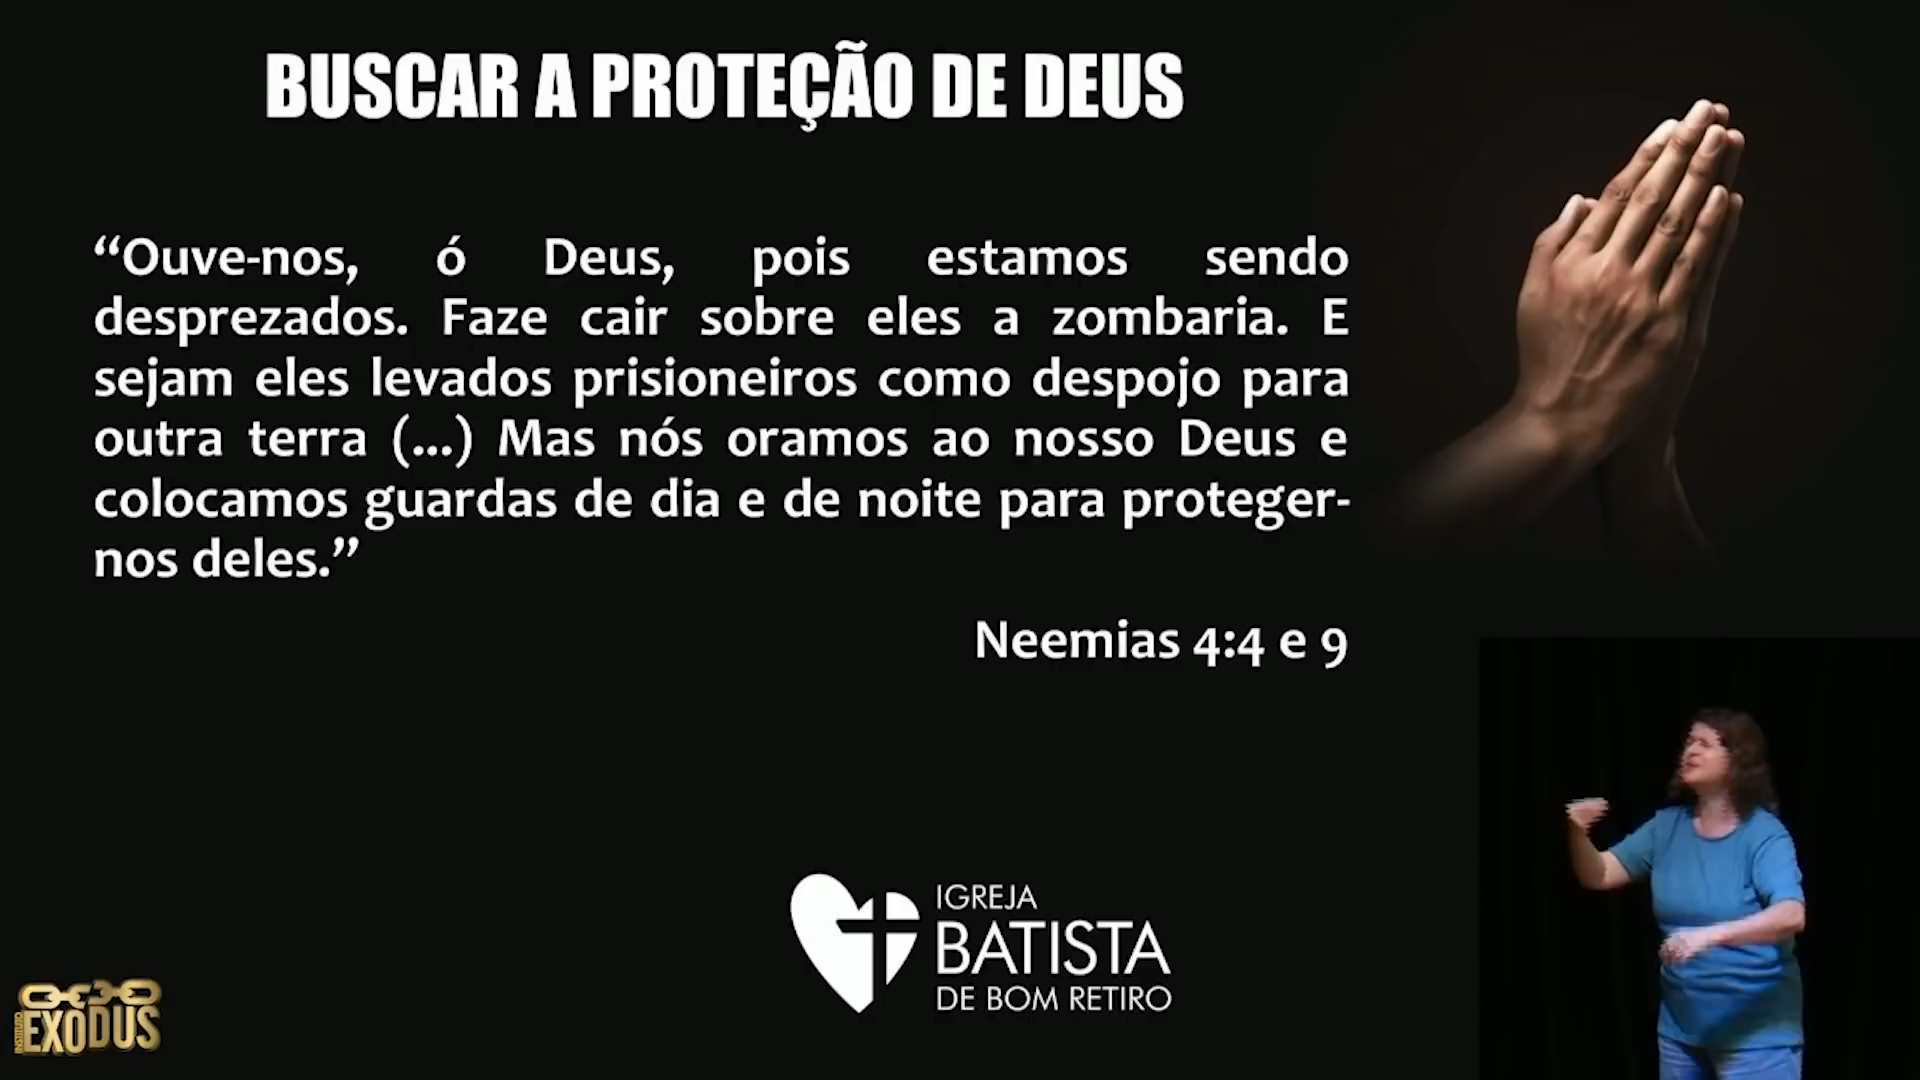 BUSCAR A PROTEÇÃO DE DEUS
“Ouve-nos, ó Deus, pois estamos sendo
desprezados. Faze cair sobre eles a zombaria. E
sejam eles levados prisioneiros como despojo para
outra terra (...) Mas nós oramos ao nosso Deus e
colocamos guardas de dia e de noite para proteger-
nos deles.”
Neemias 4:4 e 9
IGREJA
BATISTA
DE BOM RETIRO
INSTITUTO
EXODUS